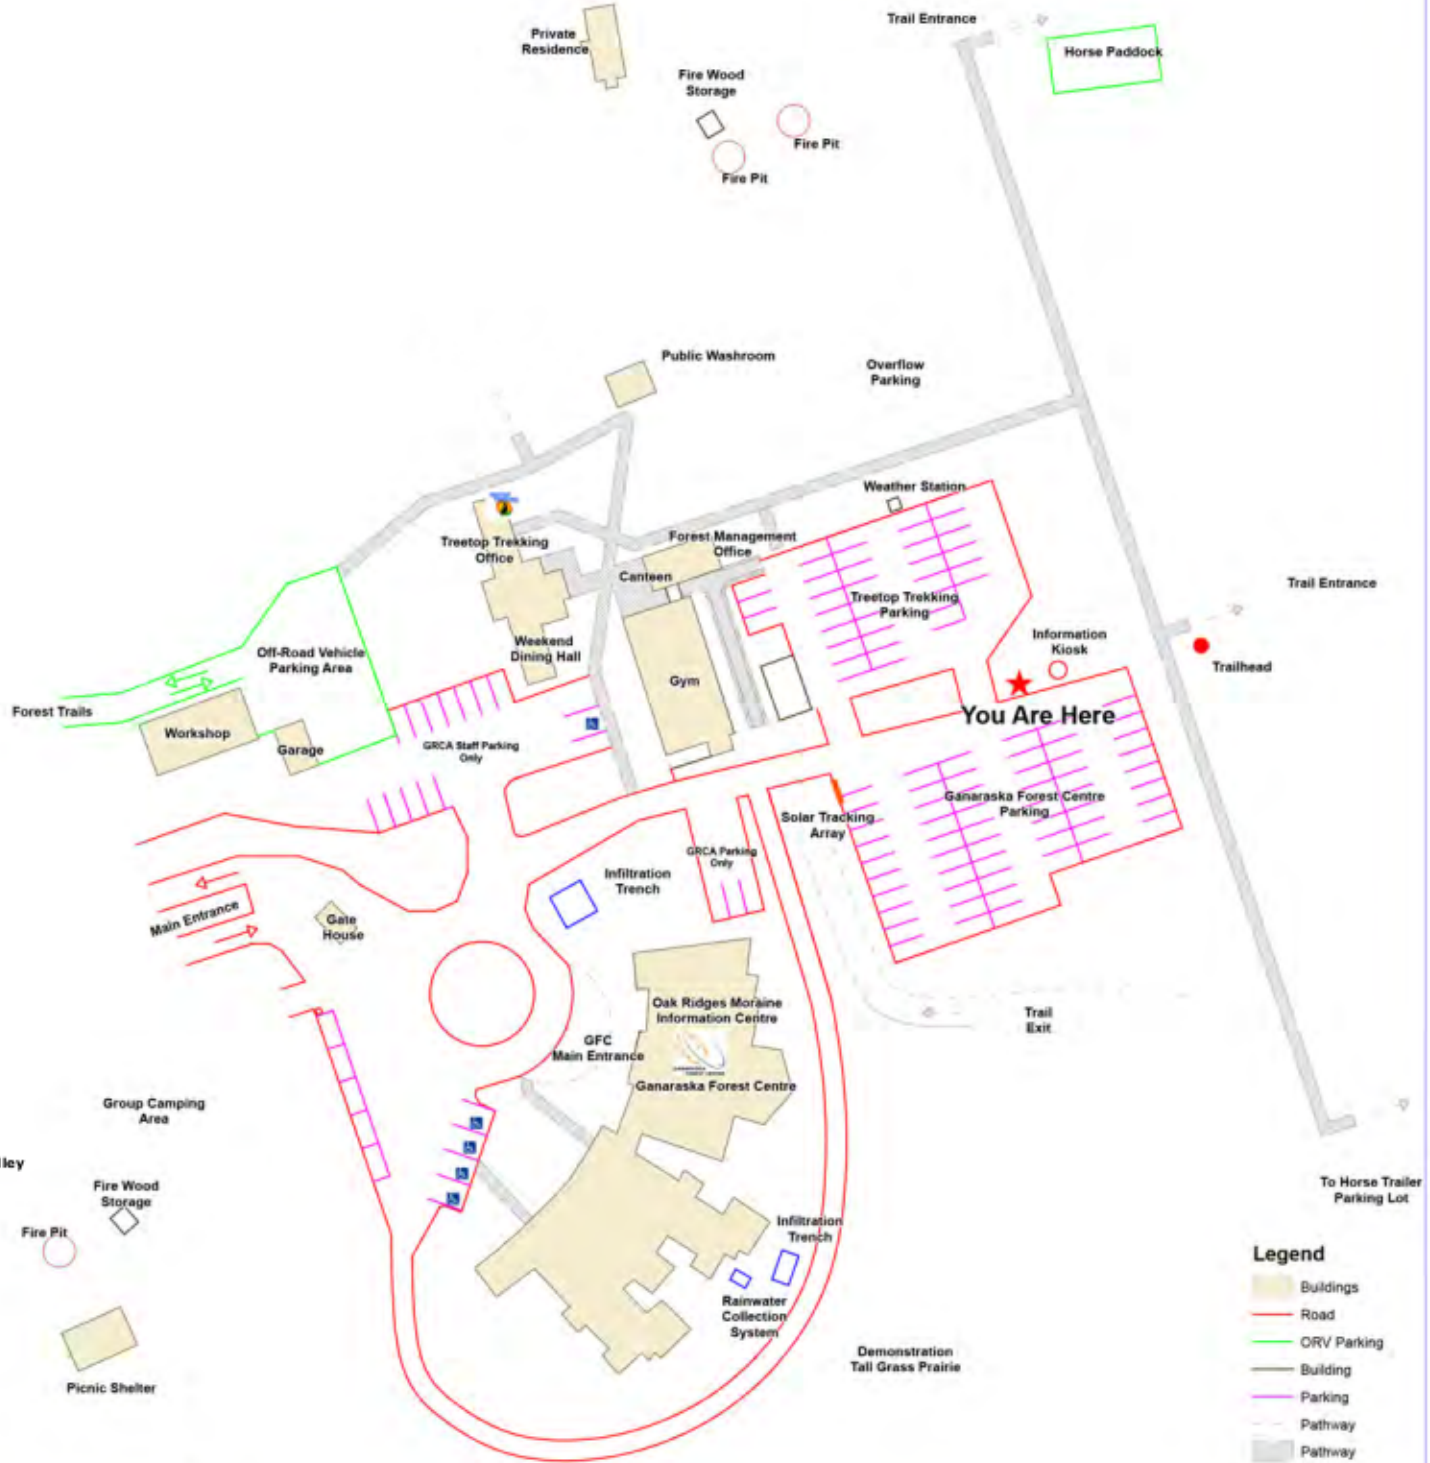 Trail Entrance
Private
Residence
Horse Paddock
Fire Wood
Storage
Fire Pit
Fire Pit
Public Washroom
Overflow
Parking
Weather Station
Treetop Trekking
Office
Forest Management
Office
Canteen
Treetop Trekking
Parking
Trail Entrance
Information
Kiosk
Trailhead
Weekend
Dining Hall
Off-Road Vehicle
Parking Area
Gym
Forest Trails
You Are Here
Workshop
Garage
GRCA Staff Parking
Only
Ganaraska Forest Centre
Parking
Solar Tracking
Array
GRCA Parking
Only
Infiltration
Trench
Main Entrance
Gate
House
Oak Ridges Moraine
Information Centre
Trail
Exit
GFC
Main Entrance
Ganaraska Forest Centre
Group Camping
Area
lley
Fire Wood
Storage
To Horse Trailer
Parking Lot
Fire Pit
Infiltration
Trench
Rainwater
Collection
System
Demonstration
Tall Grass Prairie
Picnic Shelter
Legend
Buildings
Road
ORV Parking
Building
Parking
Pathway
Pathway